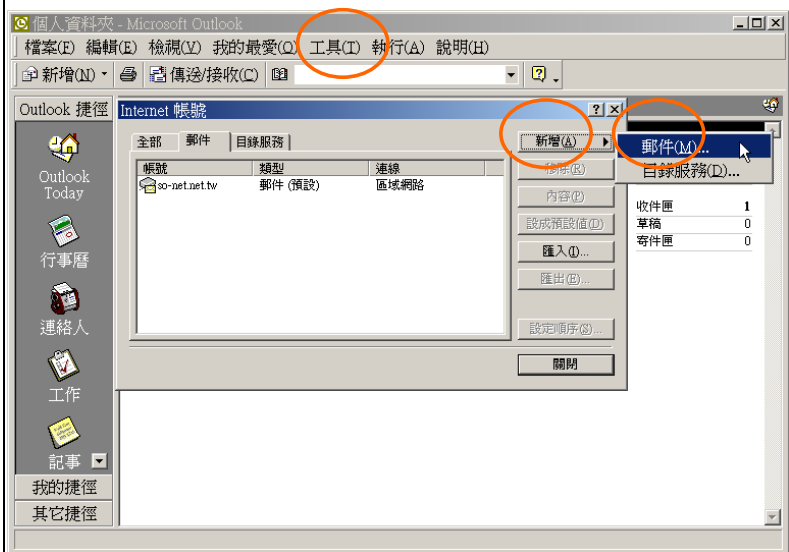 個人資料夾 - Microsoft Outlook
檔案(F) 編輯(E) 檢視(V) 我的最愛(O) 工具(T) 執行(A) 說明(H)
新增(N) 傳送/接收(C)
Outlook 捷徑
Internet 帳號
全部 郵件 目錄服務
帳號 類型 連線
so-net.net.tw 郵件 (預設) 區域網路
新增(A)
移除(R)
內容(P)
設成預設值(D)
匯入(I)...
匯出(E)...
設定順序(S)...
關閉
郵件(M)...
目錄服務(D)...
收件匣 1
草稿 0
寄件匣 0
Outlook
Today
行事曆
連絡人
工作
記事
我的捷徑
其它捷徑